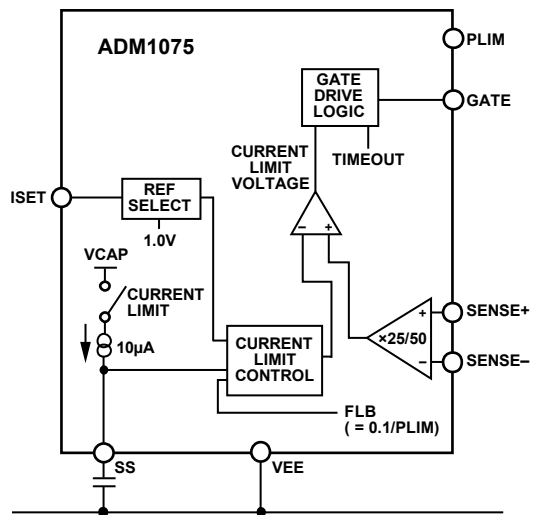 ADM1075
PLIM
GATE
DRIVE
LOGIC
GATE
CURRENT
LIMIT
VOLTAGE
TIMEOUT
ISET
REF
SELECT
1.0V
– +
VCAP
CURRENT
LIMIT
10µA
CURRENT
LIMIT
CONTROL
+
×25/50
–
SENSE+
SENSE–
FLB
( = 0.1/PLIM)
SS
VEE